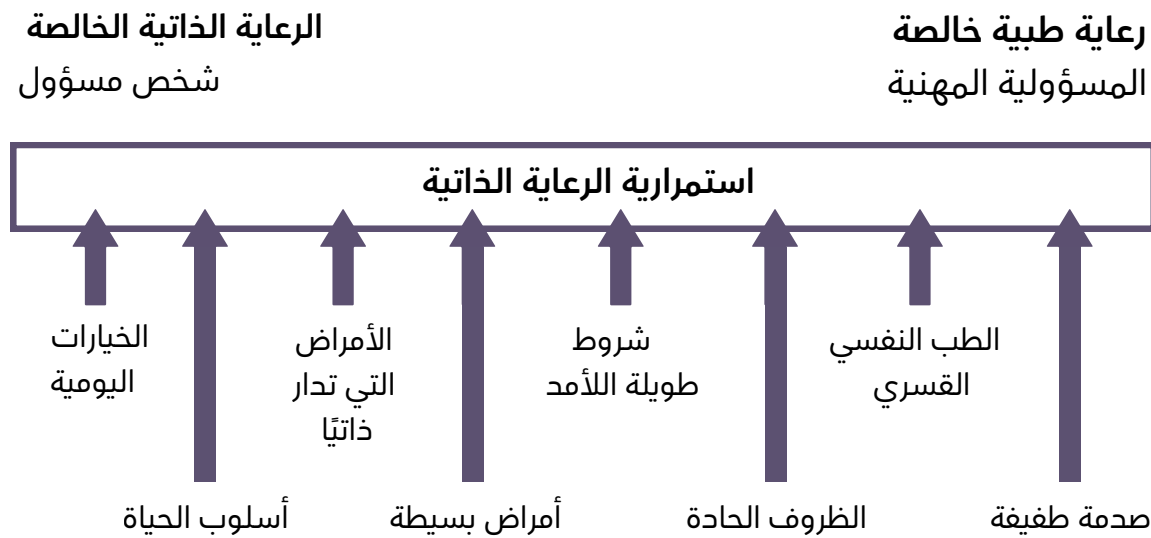 رعاية طبية خالصة
المسؤولية المهنية
الرعاية الذاتية الخالصة
شخص مسؤول
استمرارية الرعاية الذاتية
الخيارات
اليومية
الأمراض
التي تدار
ذاتيًا
شروط
طويلة اللأمد
الطب النفسي
القسري
أسلوب الحياة
أمراض بسيطة
الظروف الحادة
صدمة طفيفة